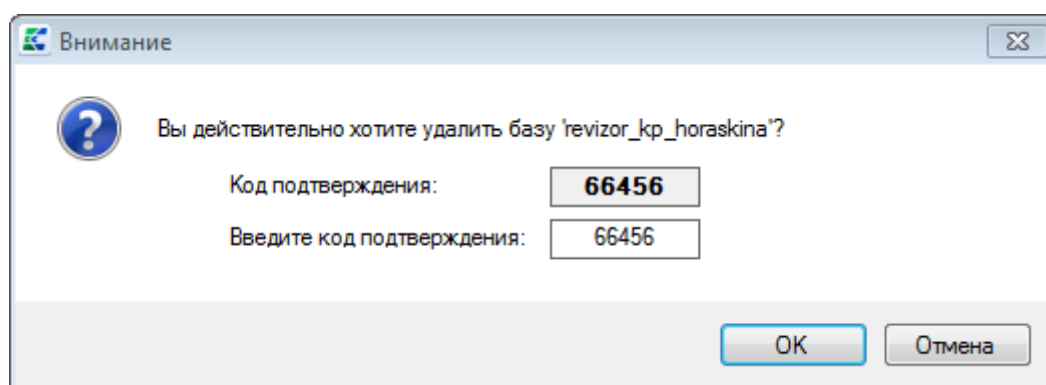 Внимание
Вы действительно хотите удалить базу 'revizor_kp_horaskina'?
Код подтверждения: 66456
Введите код подтверждения: 66456
OK Отмена